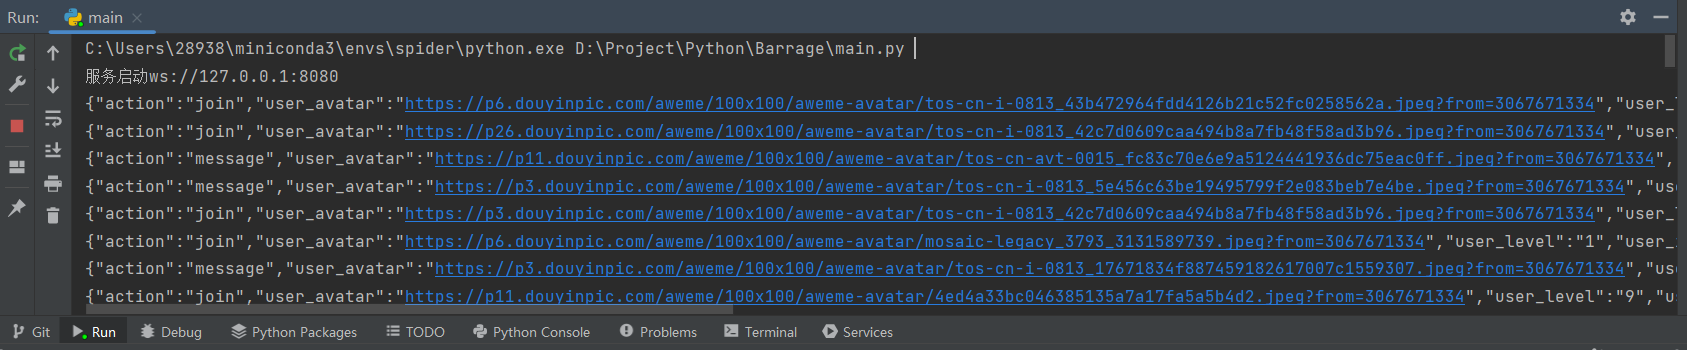 Run: main
C:\Users\28938\miniconda3\envs\spider\python.exe D:\Project\Python\Barrage\main.py
服务启动ws://127.0.0.1:8080
{"action":"join","user_avatar":"https://p6.douyinpic.com/aweme/100x100/aweme-avatar/tos-cn-i-0813_43b472964fdd4126b21c52fc0258562a.jpeg?from=3067671334","user_
{"action":"join","user_avatar":"https://p26.douyinpic.com/aweme/100x100/aweme-avatar/tos-cn-i-0813_42c7d0609caa494b8a7fb48f58ad3b96.jpeg?from=3067671334","user_
{"action":"message","user_avatar":"https://p11.douyinpic.com/aweme/100x100/aweme-avatar/tos-cn-avt-0015_fc83c70e6e9a5124441936dc75eac0ff.jpeg?from=3067671334",
{"action":"message","user_avatar":"https://p3.douyinpic.com/aweme/100x100/aweme-avatar/tos-cn-i-0813_5e456c63be19495799f2e083beb7e4be.jpeg?from=3067671334","use
{"action":"join","user_avatar":"https://p3.douyinpic.com/aweme/100x100/aweme-avatar/tos-cn-i-0813_42c7d0609caa494b8a7fb48f58ad3b96.jpeg?from=3067671334","user_l
{"action":"join","user_avatar":"https://p6.douyinpic.com/aweme/100x100/aweme-avatar/mosaic-legacy_3793_3131589739.jpeg?from=3067671334","user_level":"1","user_
{"action":"message","user_avatar":"https://p3.douyinpic.com/aweme/100x100/aweme-avatar/tos-cn-i-0813_17671834f887459182617007c1559307.jpeg?from=3067671334","use
{"action":"join","user_avatar":"https://p11.douyinpic.com/aweme/100x100/aweme-avatar/4ed4a33bc046385135a7a17fa5a5b4d2.jpeg?from=3067671334","user_level":"9","us
Git Run Debug Python Packages TODO Python Console Problems Terminal Services